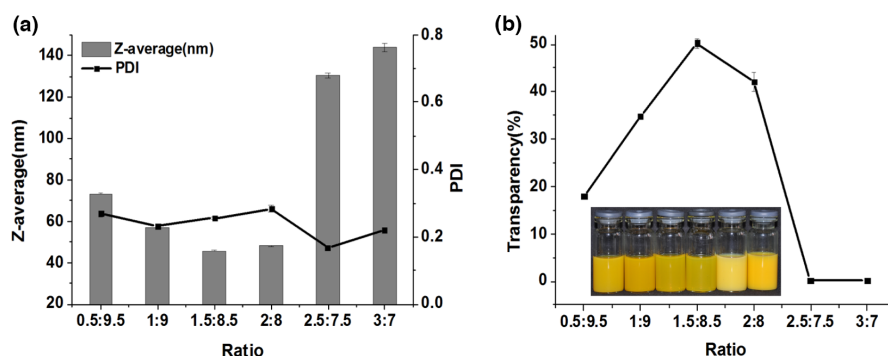 (a)
Z-average(nm)
PDI
Z-average(nm)
140
120
100
80
60
40
20
0.8
0.6
0.4
0.2
0.0
PDI
0.5:9.5 1:9 1.5:8.5 2:8 2.5:7.5 3:7
Ratio
(b)
Transparency(%)
50
40
30
20
10
0
0.5:9.5 1:9 1.5:8.5 2:8 2.5:7.5 3:7
Ratio